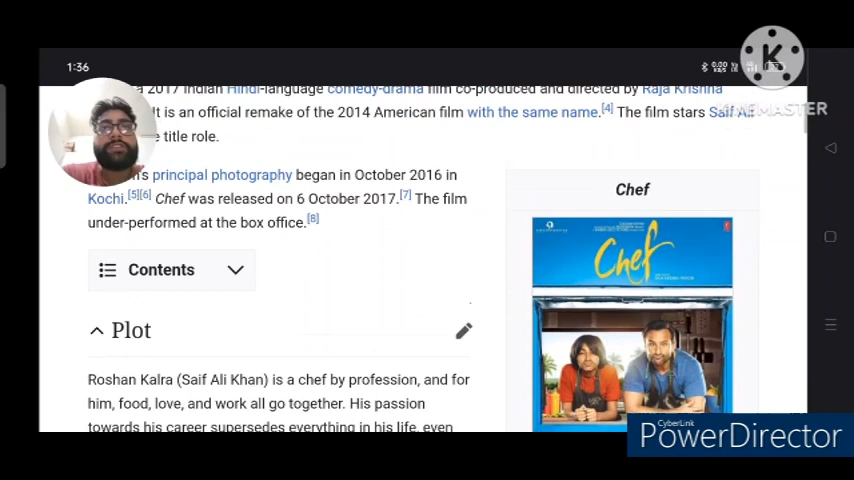 1:36
a 2017 Indian Hindi-language comedy-drama film co-produced and directed by Raja Krishna
It is an official remake of the 2014 American film with the same name.[4] The film stars Saif Ali
e title role.
's principal photography began in October 2016 in
Kochi.[5][6] Chef was released on 6 October 2017.[7] The film
under-performed at the box office.[8]
Contents
Plot
Roshan Kalra (Saif Ali Khan) is a chef by profession, and for
him, food, love, and work all go together. His passion
towards his career supersedes everything in his life, even
Chef
Chef
K
KINEMASTER
CyberLink
PowerDirector